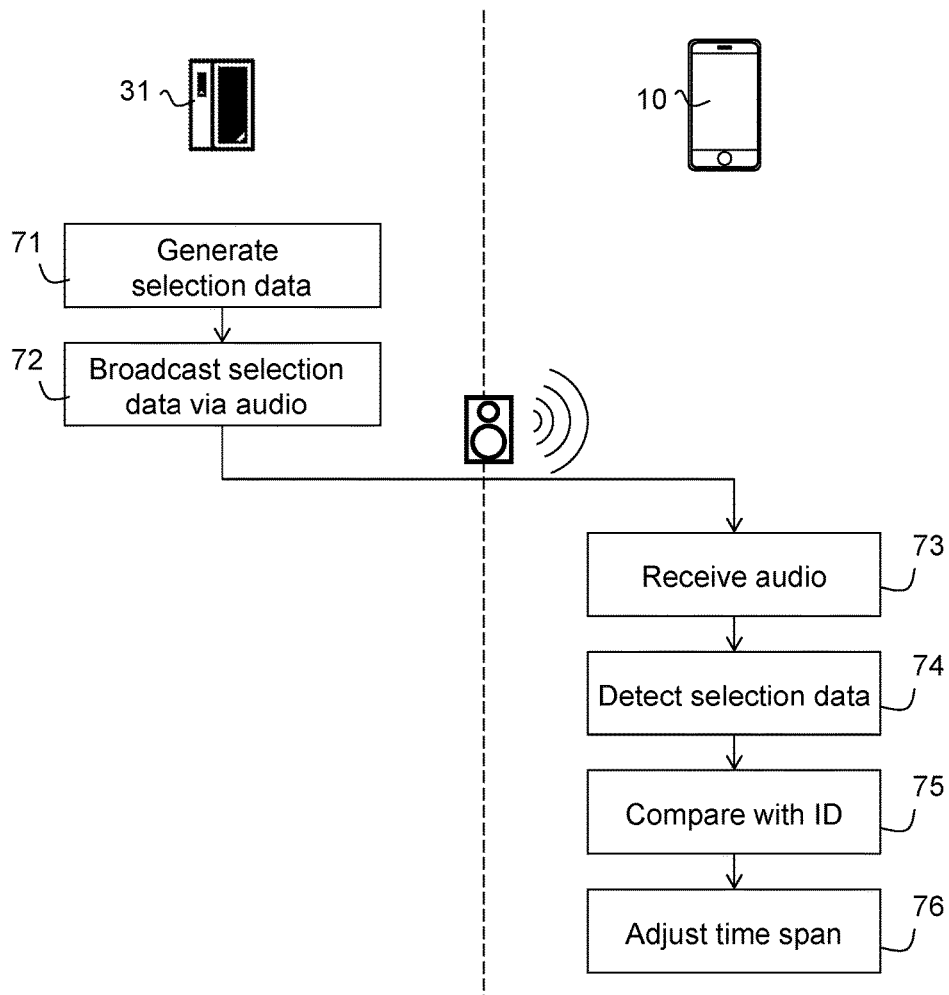 31
10
71
Generate
selection data
72
Broadcast selection
data via audio
73
Receive audio
74
Detect selection data
75
Compare with ID
76
Adjust time span